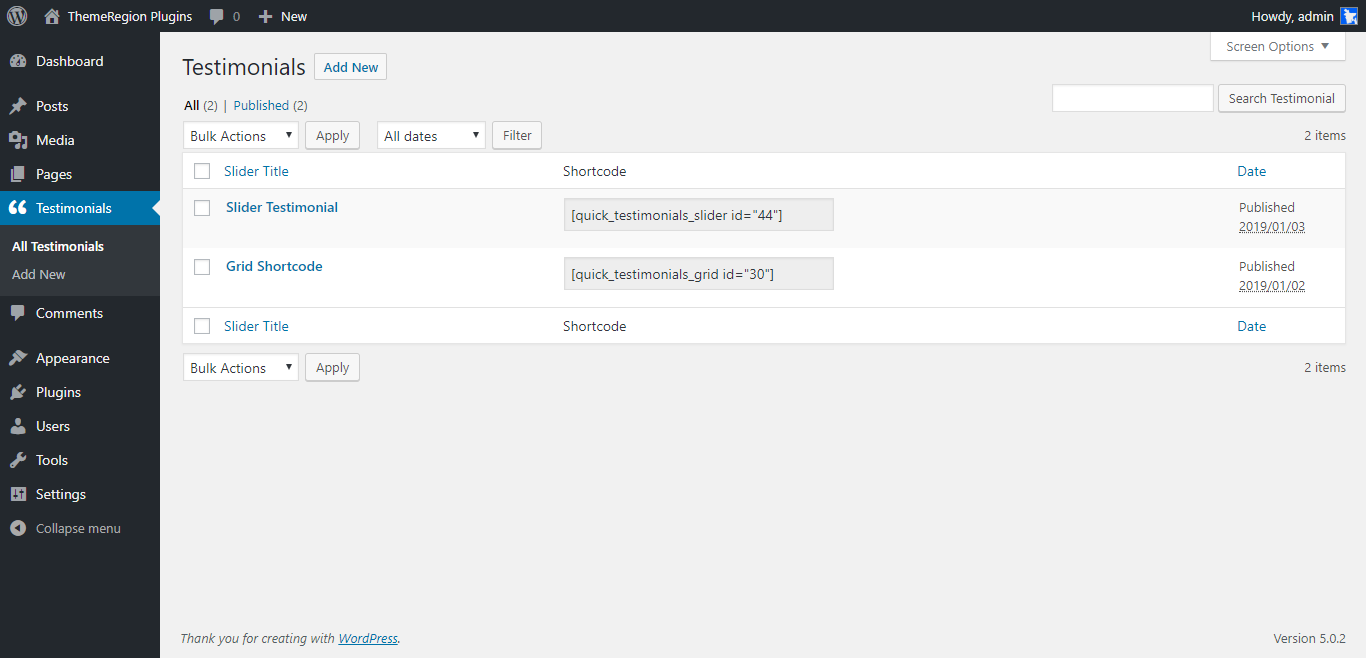 ThemeRegion Plugins 0 New Howdy, admin
Screen Options
Dashboard
Posts
Media
Pages
Testimonials
All Testimonials
Add New
Comments
Appearance
Plugins
Users
Tools
Settings
Collapse menu
Testimonials Add New
All (2) | Published (2)
Search Testimonial
Bulk Actions Apply All dates Filter 2 items
Slider Title Shortcode Date
Slider Testimonial [quick_testimonials_slider id="44"] Published
2019/01/03
Grid Shortcode [quick_testimonials_grid id="30"] Published
2019/01/02
Slider Title Shortcode Date
Bulk Actions Apply 2 items
Thank you for creating with WordPress. Version 5.0.2